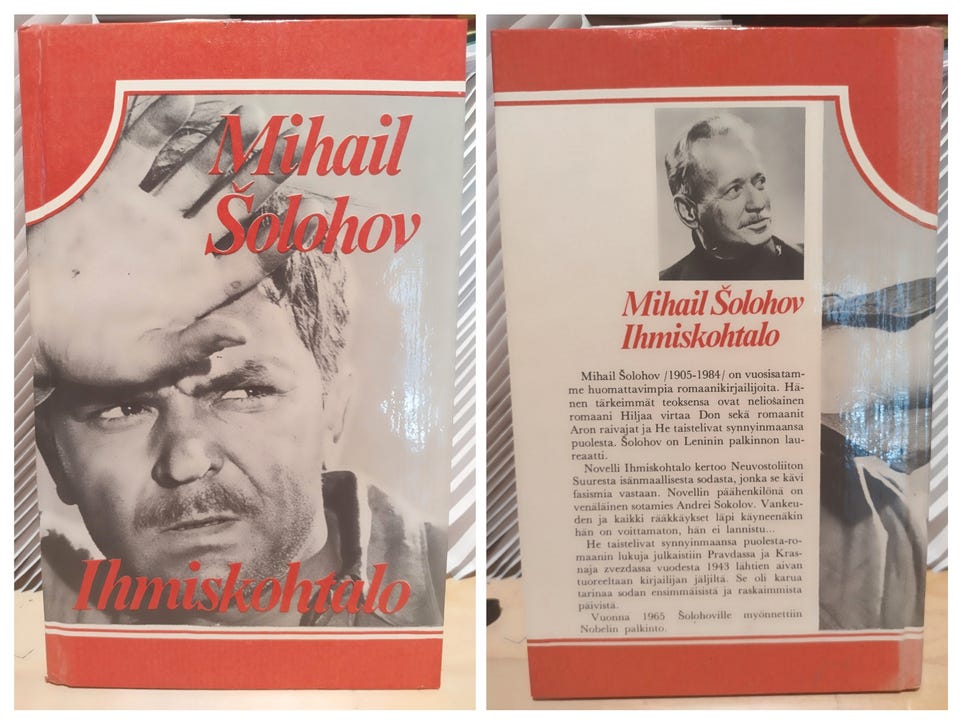 Mihail
Šolohov
Ihmiskohtalo
Mihail Šolohov
Ihmiskohtalo
Mihail Šolohov /1905-1984/ on vuosisatam-
me huomattavimpia romaanikirjailijoita. Hä-
nen tärkeimmät teoksensa ovat neliosainen
romaani Hiljaa virtaa Don sekä romaanit
Aron raivajat ja He taistelivat synnyinmaansa
puolesta. Šolohov on Leninin palkinnon lau-
reaatti.
Novelli Ihmiskohtalo kertoo Neuvostoliiton
Suuresta isänmaallisesta sodasta, jonka se kävi
fasismia vastaan. Novellin päähenkilönä on
venäläinen sotamies Andrei Sokolov. Vankeu-
den ja kaikki rääkkäykset läpi käyneenäkin
hän on voittamaton, hän ei lannistu...
He taistelivat synnyinmaansa puolesta-ro-
maanin lukuja julkaistiin Pravdassa ja Kras-
naja zvezdassa vuodesta 1943 lähtien aivan
tuoreeltaan kirjailijan jäljiltä. Se oli karua
tarinaa sodan ensimmäisistä ja raskaimmista
päivistä.
Vuonna 1965 Šolohoville myönnettiin
Nobelin palkinto.